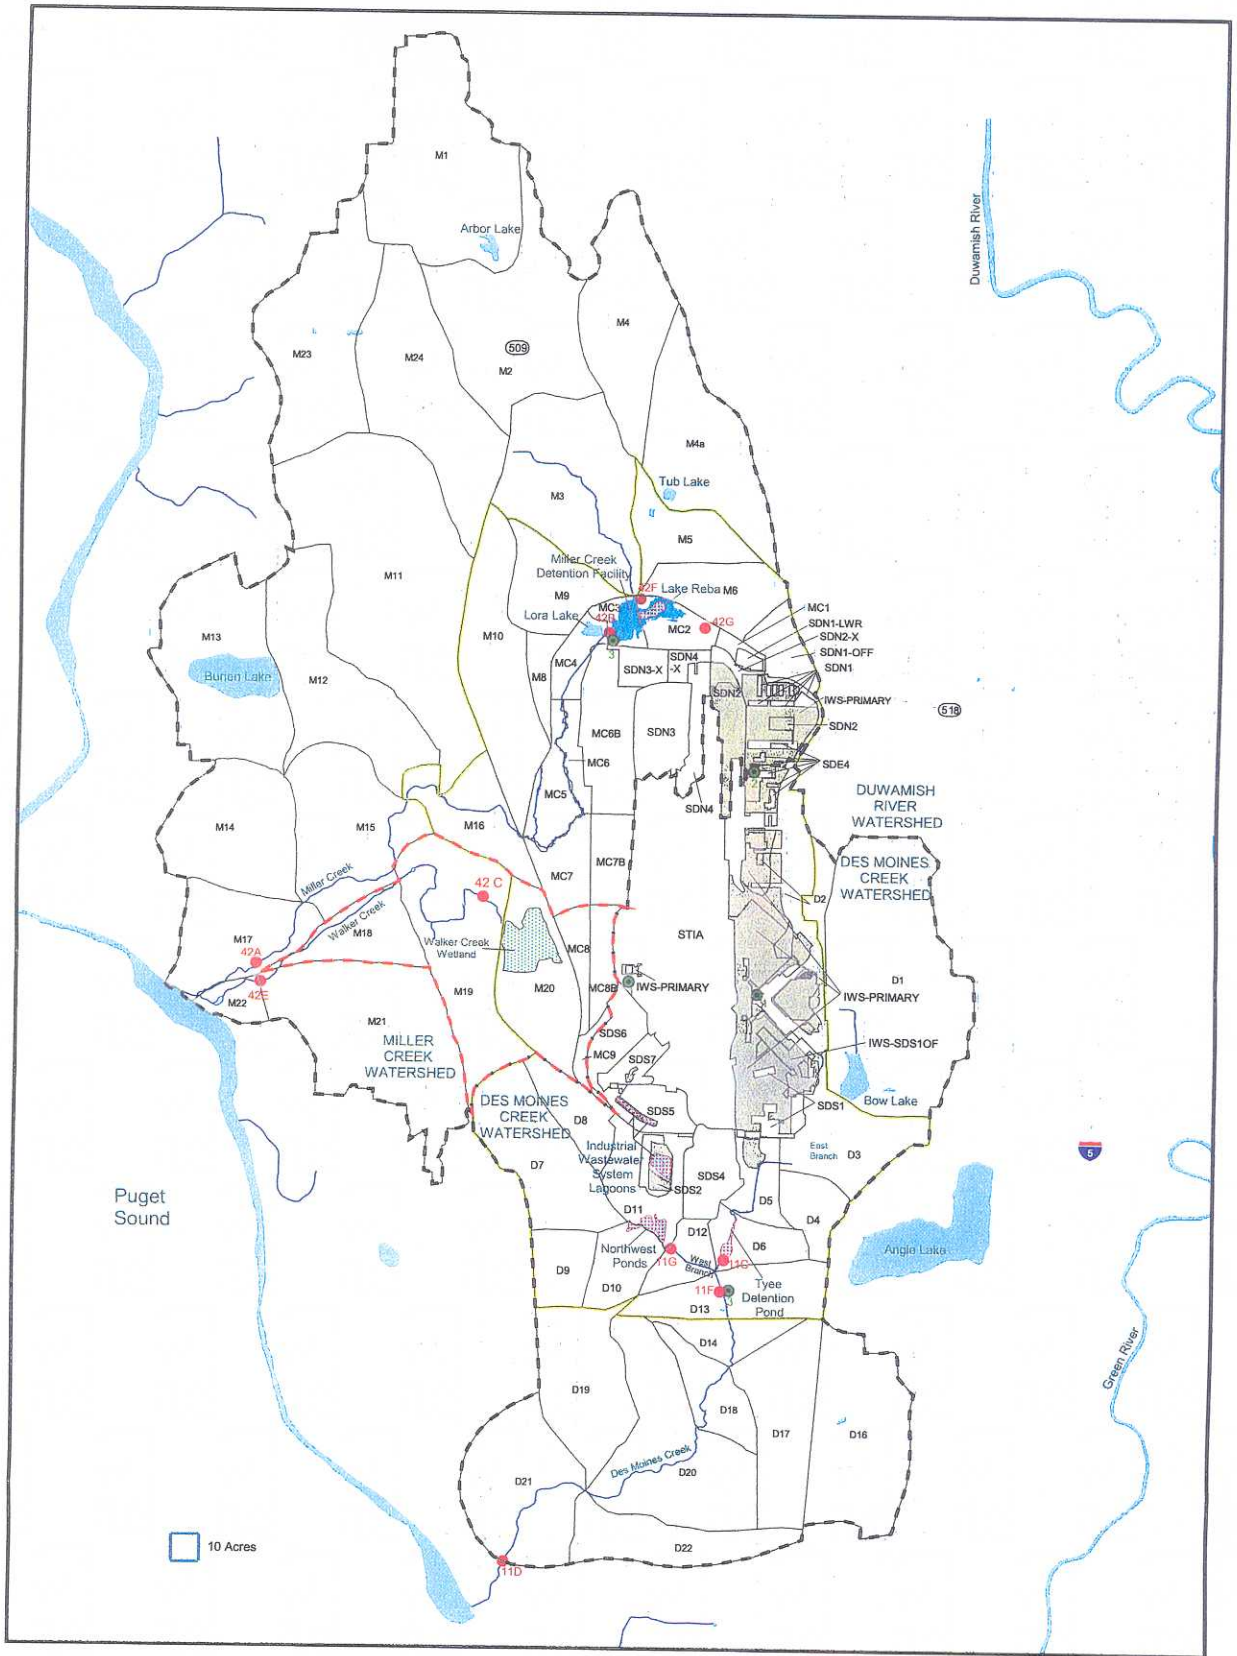 M1
Arbor Lake
Duwamish River
M4
M23
M24
509
M2
M4a
Tub Lake
M3
M5
Miller Creek
Detention Facility
42F
Lake Reba
M6
M11
M9
MC3
MC1
Lora Lake
42B
MC2
42G
SDN1-LWR
SDN2-X
M13
M10
3
SDN1-OFF
Burien Lake
M12
M8
MC4
SDN3-X
SDN4
-X
SDN1
SDN2
IWS-PRIMARY
518
MC6B
SDN3
SDN2
MC6
SDE4
MC5
SDN4
DUWAMISH
RIVER
WATERSHED
M14
M15
M16
DES MOINES
CREEK
WATERSHED
MC7
MC7B
Miller Creek
42 C
D2
Walker Creek
M17
M18
STIA
42A
Walker Creek
Wetland
MC8
D1
42E
M22
M19
M20
MC8B
IWS-PRIMARY
IWS-PRIMARY
M21
SDS6
MILLER
CREEK
WATERSHED
MC9
SDS7
IWS-SDS1OF
Bow Lake
DES MOINES
CREEK
WATERSHED
D8
SDS5
SDS1
Industrial
Wastewater
System
Lagoons
East
Branch
D3
5
D7
SDS4
SDS2
Puget
Sound
D11
D5
D4
D12
Northwest
Ponds
D6
Angle Lake
11G
West
Branch
11C
D9
D10
11F
Tyee
Detention
Pond
D13
D14
Green River
D19
D18
D17
D16
Des Moines Creek
D21
D20
10 Acres
D22
11D